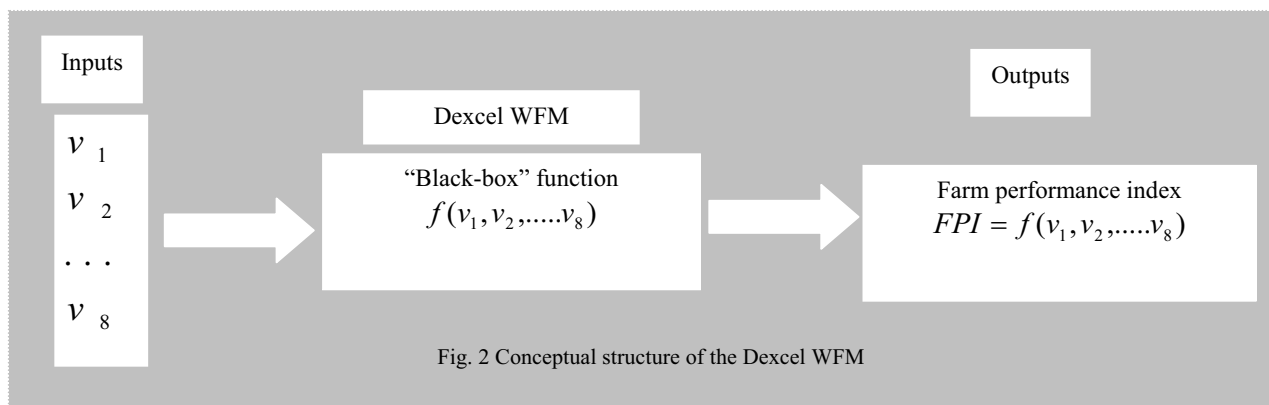 Inputs
v 1
v 2
. . .
v 8
Dexcel WFM
“Black-box” function
f(v₁,v₂,.....v₈)
Outputs
Farm performance index
FPI = f(v₁,v₂,.....v₈)
Fig. 2 Conceptual structure of the Dexcel WFM